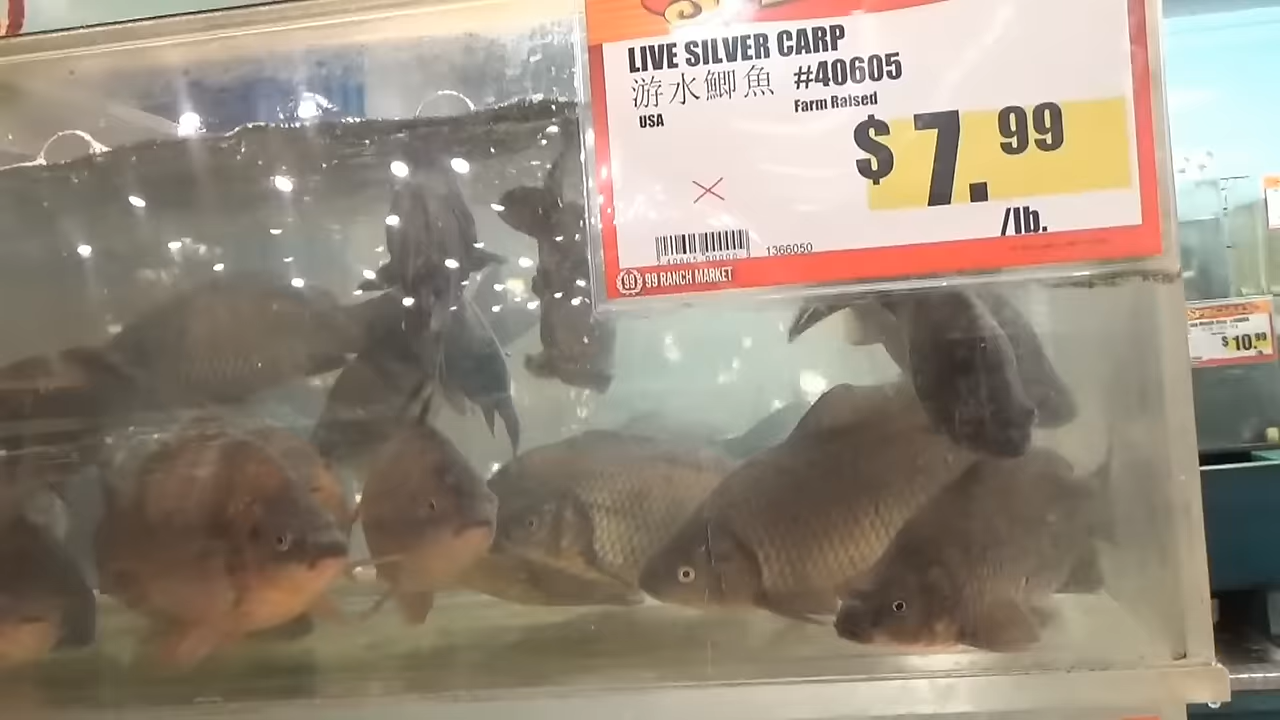 LIVE SILVER CARP
游水鯽魚 #40605
Farm Raised
USA
$7.99
/lb.
1366050
99 99 RANCH MARKET
$10.99